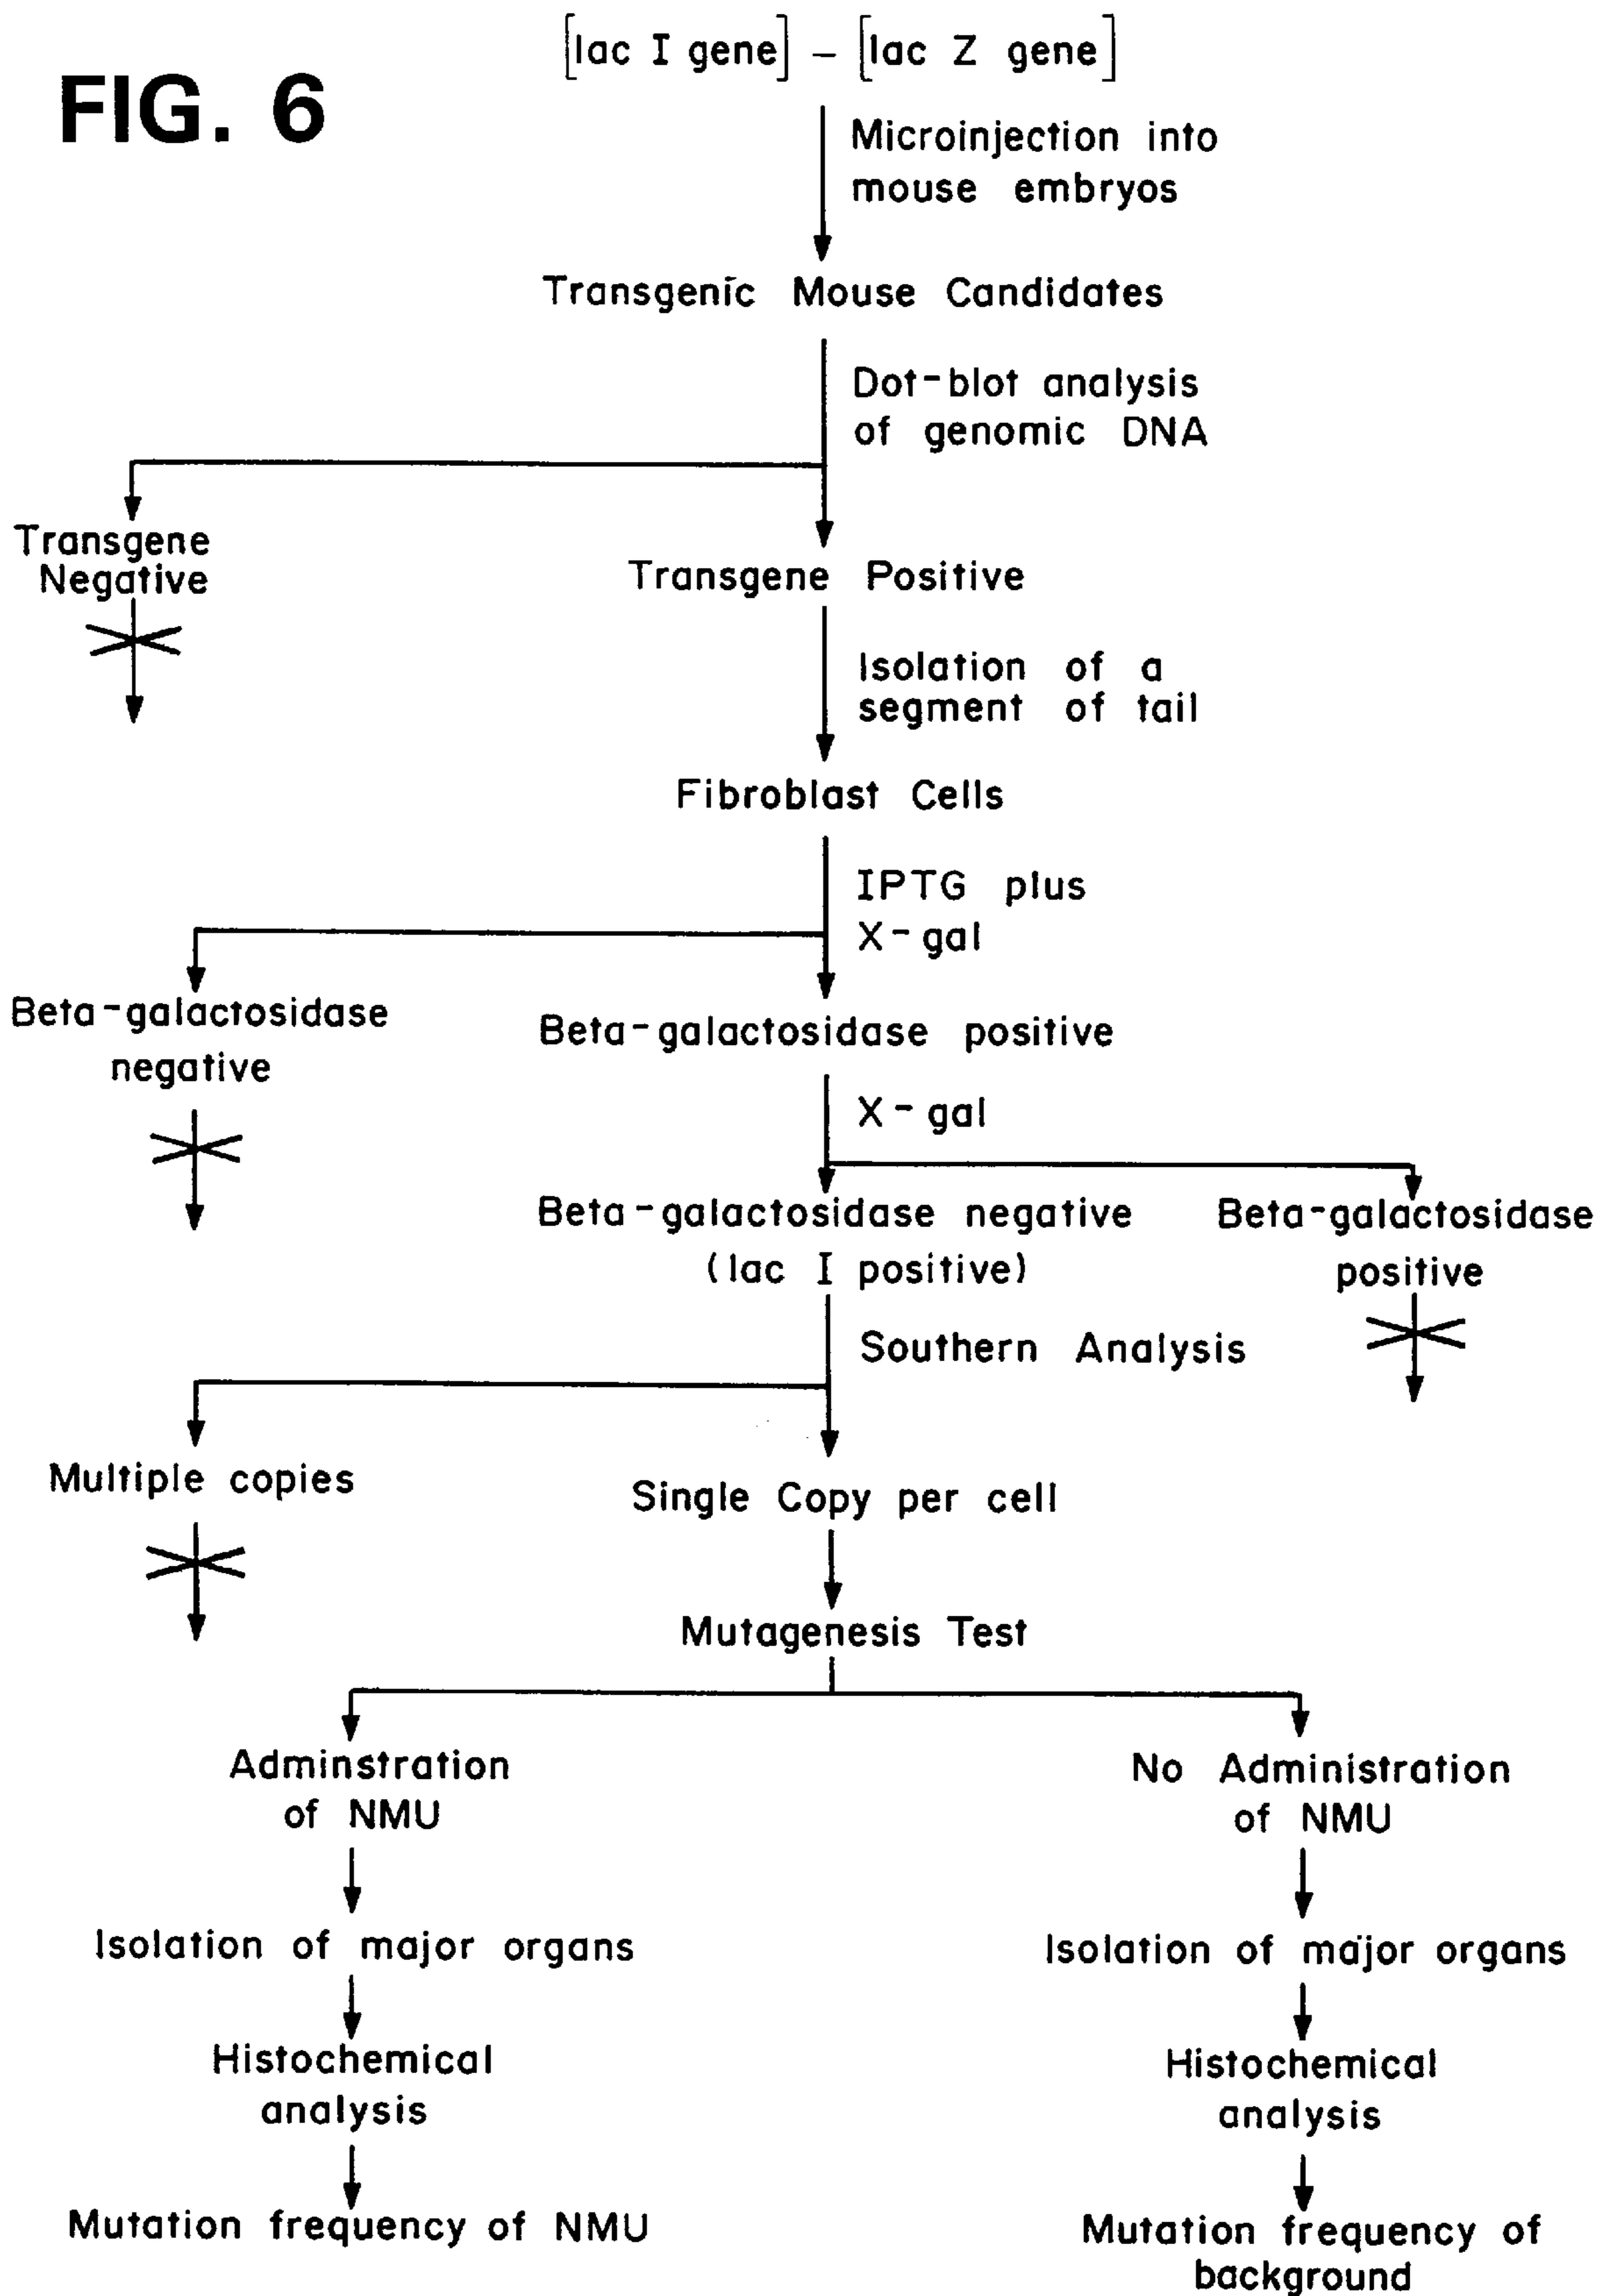 FIG. 6
[lac I gene] - [lac Z gene]
Microinjection into
mouse embryos
Transgenic Mouse Candidates
Dot-blot analysis
of genomic DNA
Transgene
Negative
Transgene Positive
Isolation of a
segment of tail
Fibroblast Cells
IPTG plus
X-gal
Beta-galactosidase
negative
Beta-galactosidase positive
X-gal
Beta-galactosidase negative
(lac I positive)
Beta-galactosidase
positive
Southern Analysis
Multiple copies
Single Copy per cell
Mutagenesis Test
Adminstration
of NMU
No Administration
of NMU
Isolation of major organs
Isolation of major organs
Histochemical
analysis
Histochemical
analysis
Mutation frequency of NMU
Mutation frequency of
background